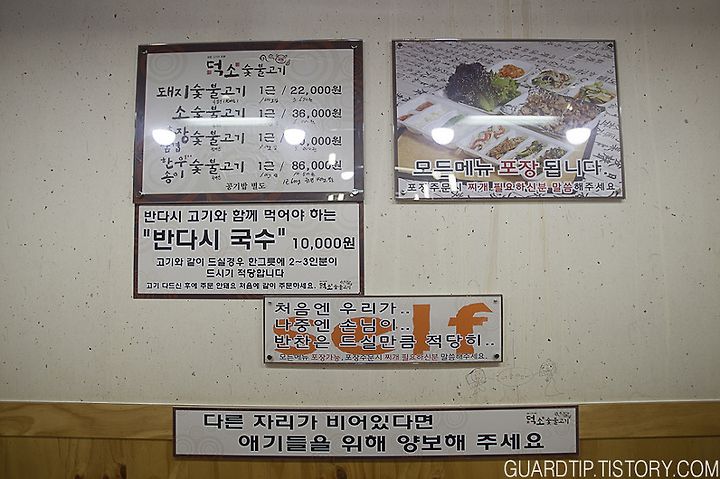 덕소 숯불고기
돼지숯불고기 1근 / 22,000원
소숯불고기 1근 / 36,000원
숯불고기 1근 /
한우 숯불고기 1근 / 86,000원
송이
공기밥 별도
모든메뉴 포장 됩니다
포장주문시 찌개 필요하신분 말씀해주세요
반다시 고기와 함께 먹어야 하는
"반다시 국수" 10,000원
고기와 같이 드실경우 한그릇에 2~3인분이
드시기 적당합니다
고기 다드신 후에 주문 안돼요 처음에 같이 주문하세요.
덕소숯불고기
self
처음엔 우리가..
나중엔 손님이..
반찬은 드실만큼 적당히..
모든메뉴 포장가능, 포장주문시 찌개 필요하신분 말씀해주세요.
다른 자리가 비어있다면
덕소숯불고기
얘기들을 위해 양보해 주세요
GUARDTIP.TISTORY.COM